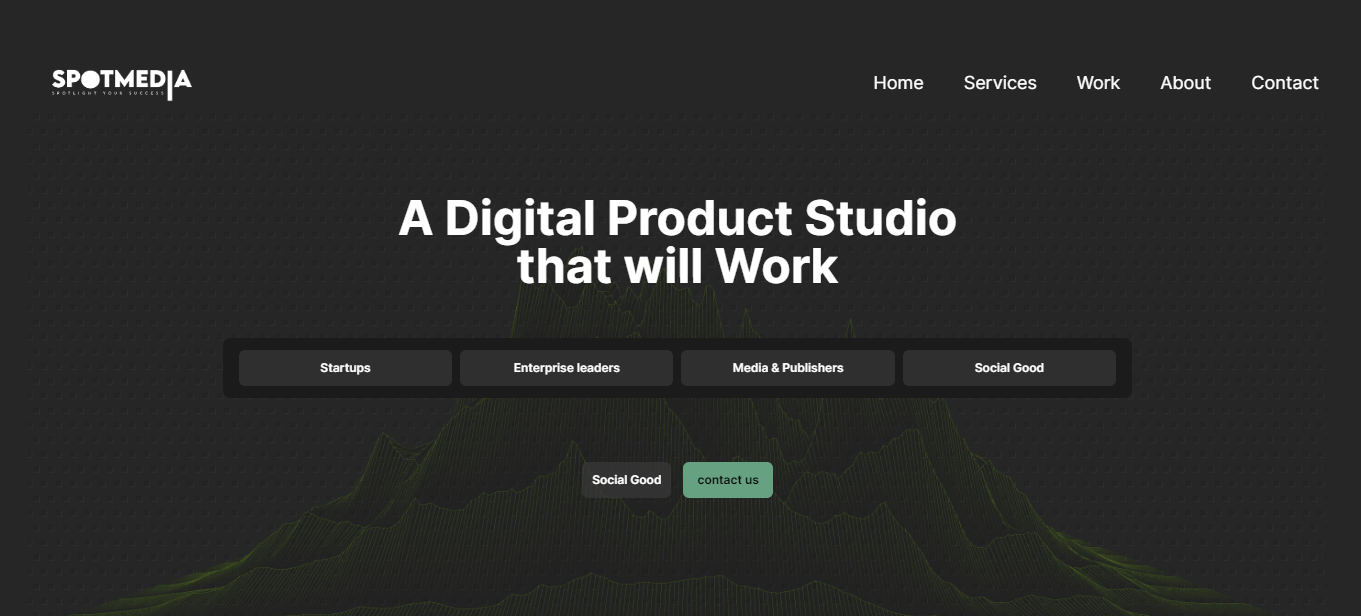 SPOTMEDIA
SPOTLIGHT YOUR SUCCESS
Home Services Work About Contact
A Digital Product Studio
that will Work
Startups Enterprise leaders Media & Publishers Social Good
Social Good contact us